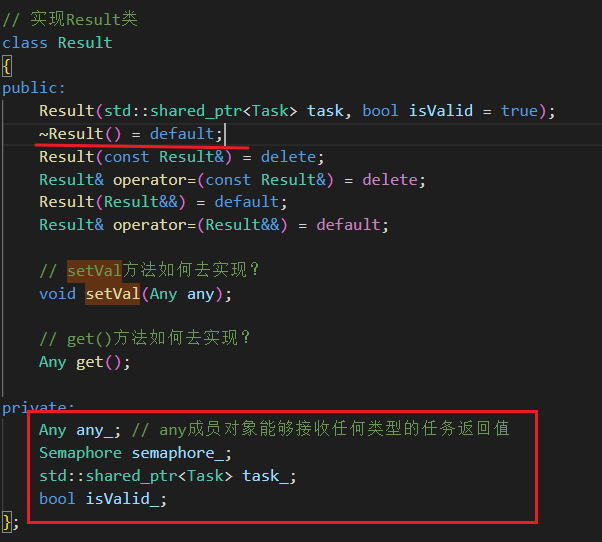 // 实现Result类
class Result
{
public:
    Result(std::shared_ptr<Task> task, bool isValid = true);
    ~Result() = default;
    Result(const Result&) = delete;
    Result& operator=(const Result&) = delete;
    Result(Result&&) = default;
    Result& operator=(Result&&) = default;
    // setVal方法如何去实现？
    void setVal(Any any);
    // get()方法如何去实现？
    Any get();
private:
    Any any_; // any成员对象能够接收任何类型的任务返回值
    Semaphore semaphore_;
    std::shared_ptr<Task> task_;
    bool isValid_;
};